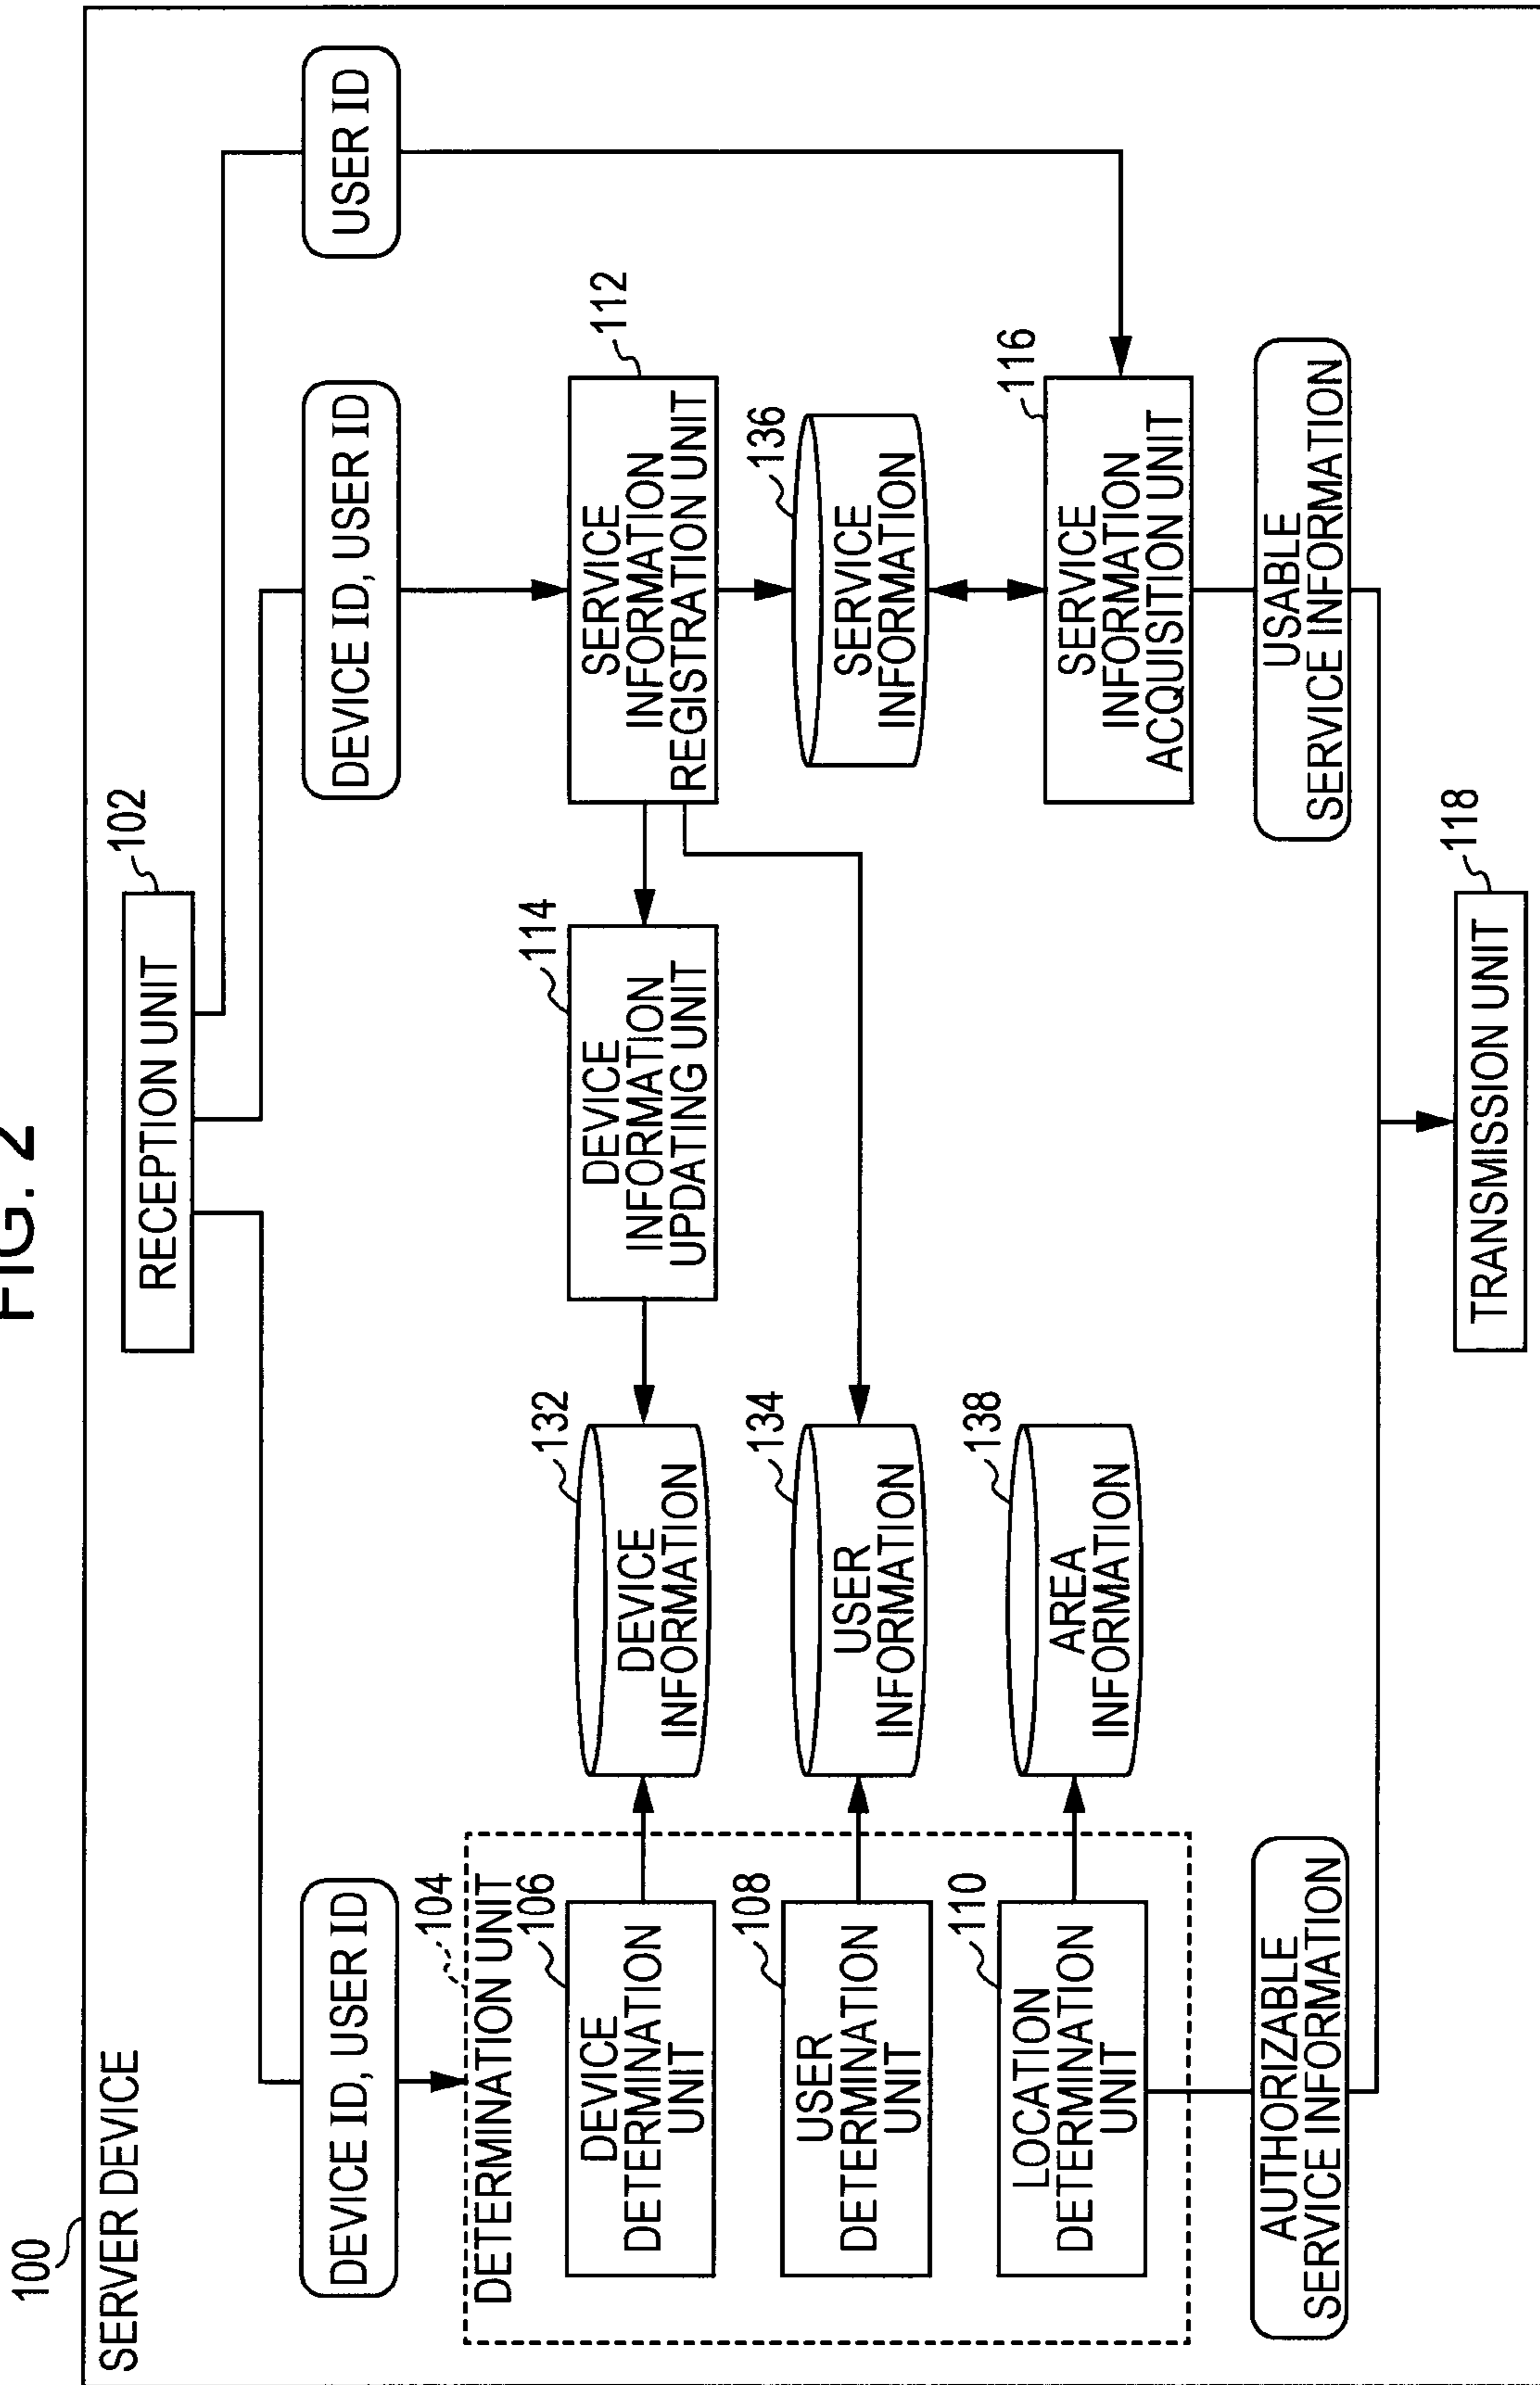 FIG. 2
100
SERVER DEVICE
RECEPTION UNIT
102
DEVICE ID, USER ID
DEVICE ID, USER ID
USER ID
104
DETERMINATION UNIT
106
DEVICE
DETERMINATION
UNIT
132
DEVICE
INFORMATION
114
DEVICE
INFORMATION
UPDATING UNIT
112
SERVICE
INFORMATION
REGISTRATION UNIT
108
USER
DETERMINATION
UNIT
134
USER
INFORMATION
136
SERVICE
INFORMATION
110
LOCATION
DETERMINATION
UNIT
138
AREA
INFORMATION
116
SERVICE
INFORMATION
ACQUISITION UNIT
AUTHORIZABLE
SERVICE INFORMATION
USABLE
SERVICE INFORMATION
TRANSMISSION UNIT
118